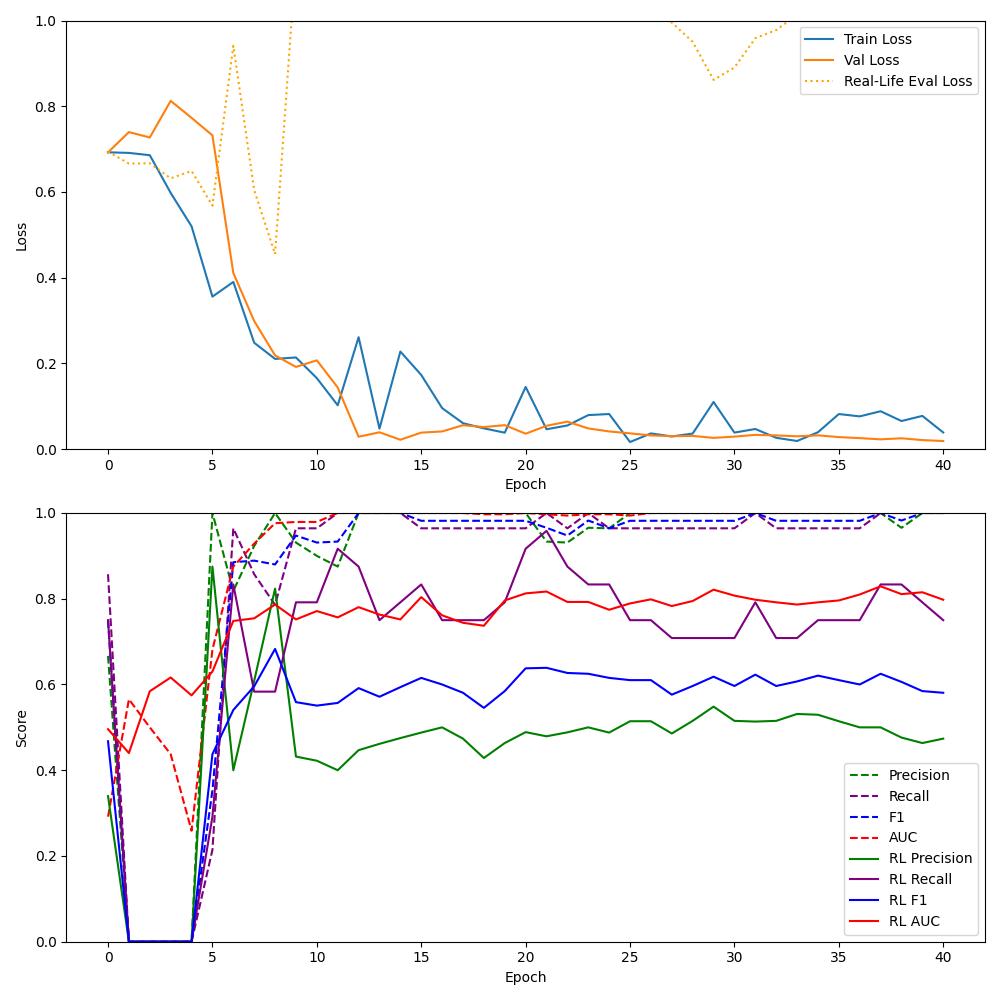 1.0
0.8
0.6
0.4
0.2
0.0
Loss
Train Loss
Val Loss
Real-Life Eval Loss
0 5 10 15 20 25 30 35 40
Epoch
1.0
0.8
0.6
0.4
0.2
0.0
Score
Precision
Recall
F1
AUC
RL Precision
RL Recall
RL F1
RL AUC
0 5 10 15 20 25 30 35 40
Epoch